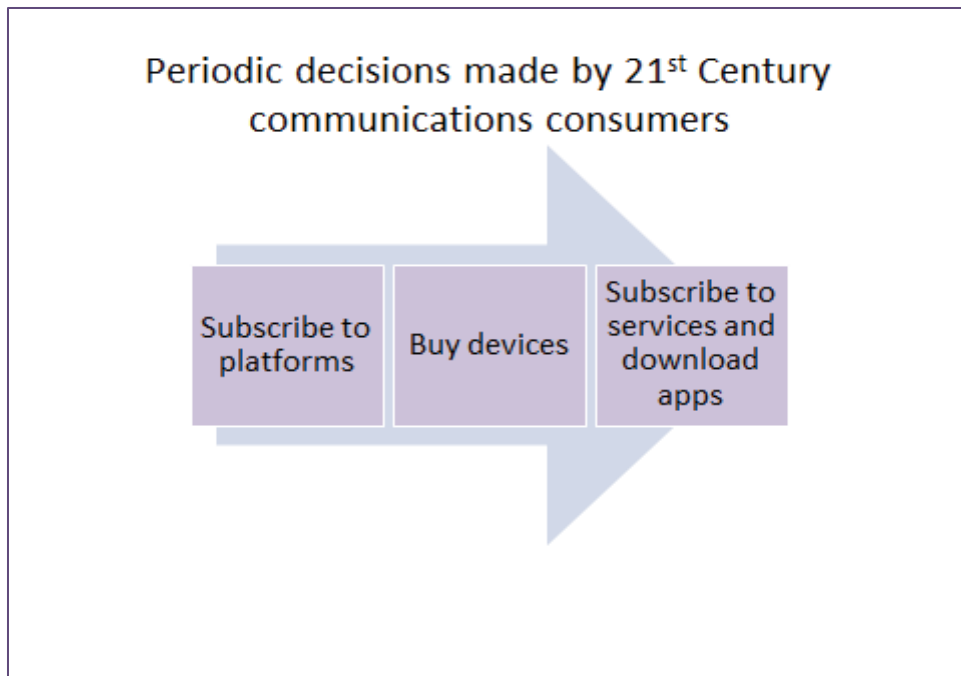 Periodic decisions made by 21st Century
communications consumers
Subscribe to
platforms
Buy devices
Subscribe to
services and
download
apps